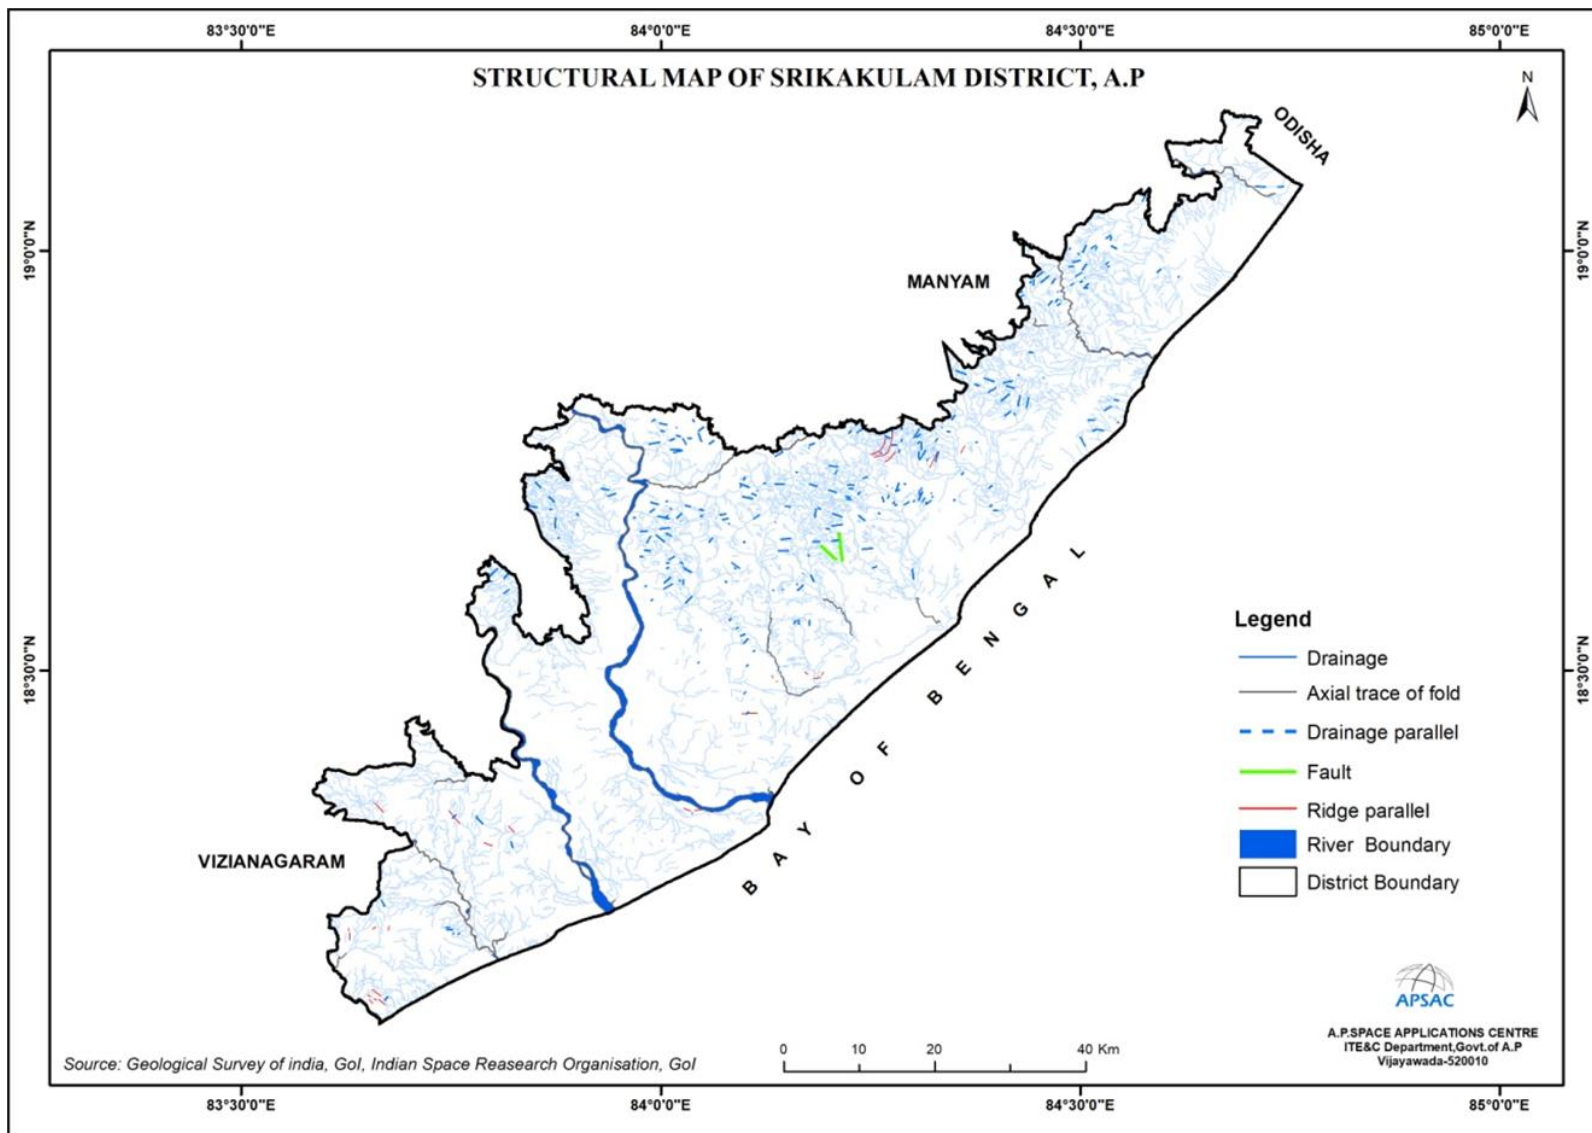 83°30'0"E 84°0'0"E 84°30'0"E 85°0'0"E
STRUCTURAL MAP OF SRIKAKULAM DISTRICT, A.P
N
ODISHA
19°0'0"N 19°0'0"N
MANYAM
BAY OF BENGAL
Legend
Drainage
Axial trace of fold
Drainage parallel
Fault
Ridge parallel
River Boundary
District Boundary
18°30'0"N 18°30'0"N
VIZIANAGARAM
APSAC
A.P.SPACE APPLICATIONS CENTRE
ITE&C Department,Govt.of A.P
Vijayawada-520010
Source: Geological Survey of india, GoI, Indian Space Reasearch Organisation, GoI
0 10 20 40 Km
83°30'0"E 84°0'0"E 84°30'0"E 85°0'0"E